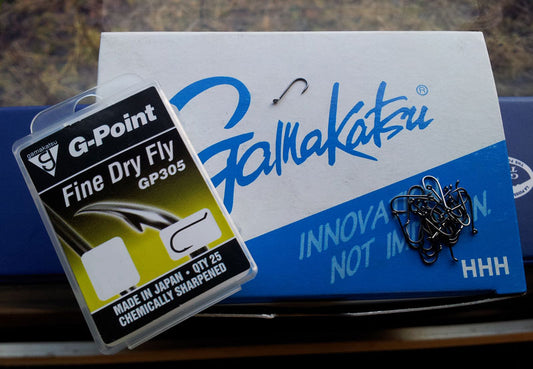 gamakatsu
G-Point
Fine Dry Fly
GP305
MADE IN JAPAN • QTY 25
CHEMICALLY SHARPENED
Gamakatsu®
INNOVA N,
NOT IM
HHH